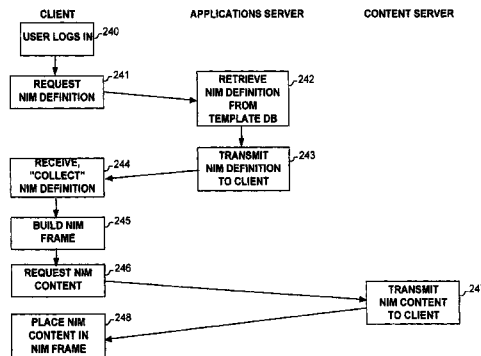 CLIENT APPLICATIONS SERVER CONTENT SERVER
USER LOGS IN 240
REQUEST
NIM DEFINITION
241
RETRIEVE
NIM DEFINITION
FROM
TEMPLATE DB
242
RECEIVE,
"COLLECT"
NIM DEFINITION
244
TRANSMIT
NIM DEFINITION
TO CLIENT
243
BUILD NIM
FRAME
245
REQUEST NIM
CONTENT
246
TRANSMIT
NIM CONTENT
TO CLIENT
PLACE NIM
CONTENT IN
NIM FRAME
248